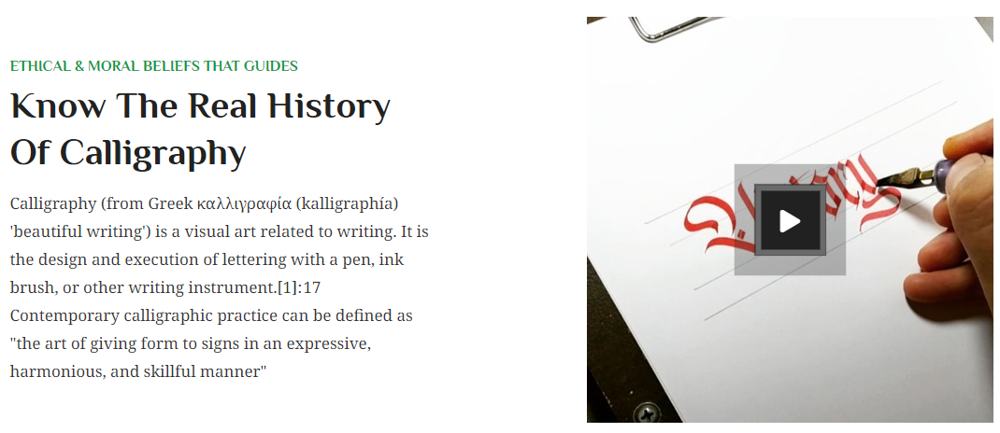 ETHICAL & MORAL BELIEFS THAT GUIDES
Know The Real History
Of Calligraphy
Calligraphy (from Greek καλλιγραφία (kalligraphía)
'beautiful writing') is a visual art related to writing. It is
the design and execution of lettering with a pen, ink
brush, or other writing instrument.[1]:17
Contemporary calligraphic practice can be defined as
"the art of giving form to signs in an expressive,
harmonious, and skillful manner"